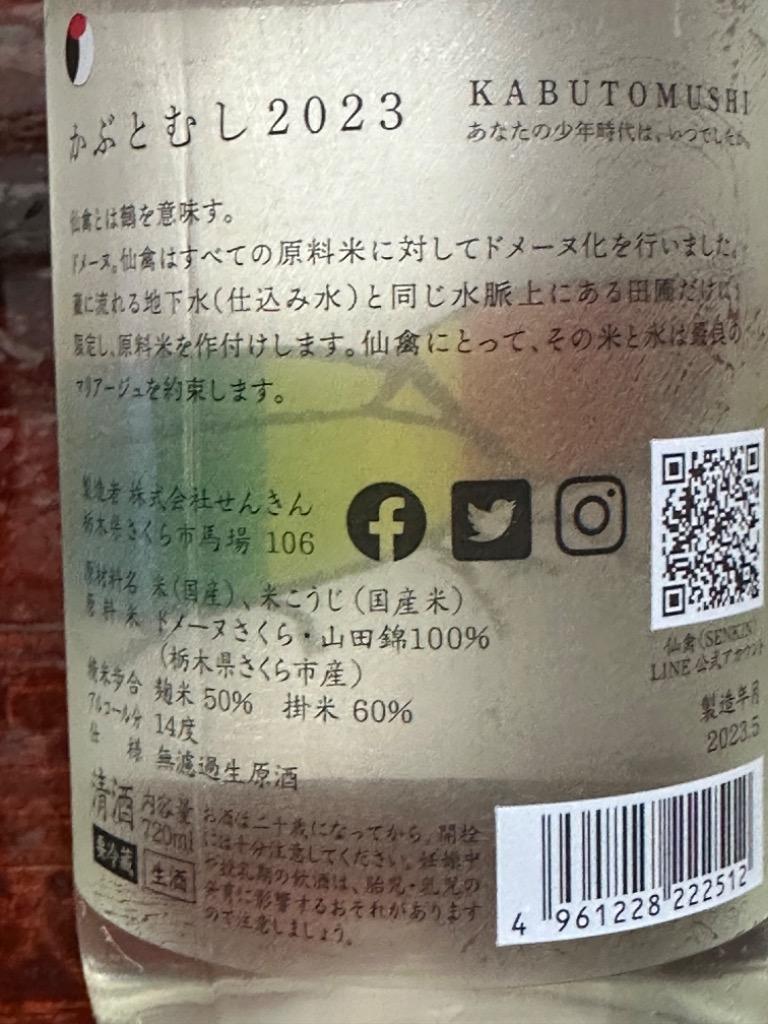 かぶとむし2023
KABUTOMUSHI
あなたの少年時代は、いつでしたか。
仙禽とは鶴を意味す。
ドメーヌ。仙禽はすべての原料米に対してドメーヌ化を行いました。
蔵に流れる地下水(仕込み水)と同じ水脈上にある田圃だけに
限定し、原料米を作付けします。仙禽にとって、その米と水は最良の
マリアージュを約束します。
製造者 株式会社せんきん
栃木県さくら市馬場 106
原材料名 米(国産)、米こうじ(国産米)
原料米 ドメーヌさくら・山田錦100%
(栃木県さくら市産)
精米歩合 麹米 50% 掛米 60%
アルコール分 14度
仕様 無濾過生原酒
仙禽(SENKIN)
LINE 公式アカウント
製造年月
2023.5
清酒 内容量
720ml
要冷蔵 生酒
お酒は二十歳になってから。開栓
には十分注意してください。妊娠中
や授乳期の飲酒は、胎児・乳児の
発育に影響するおそれがあります
ので注意しましょう。
4 961228 222512